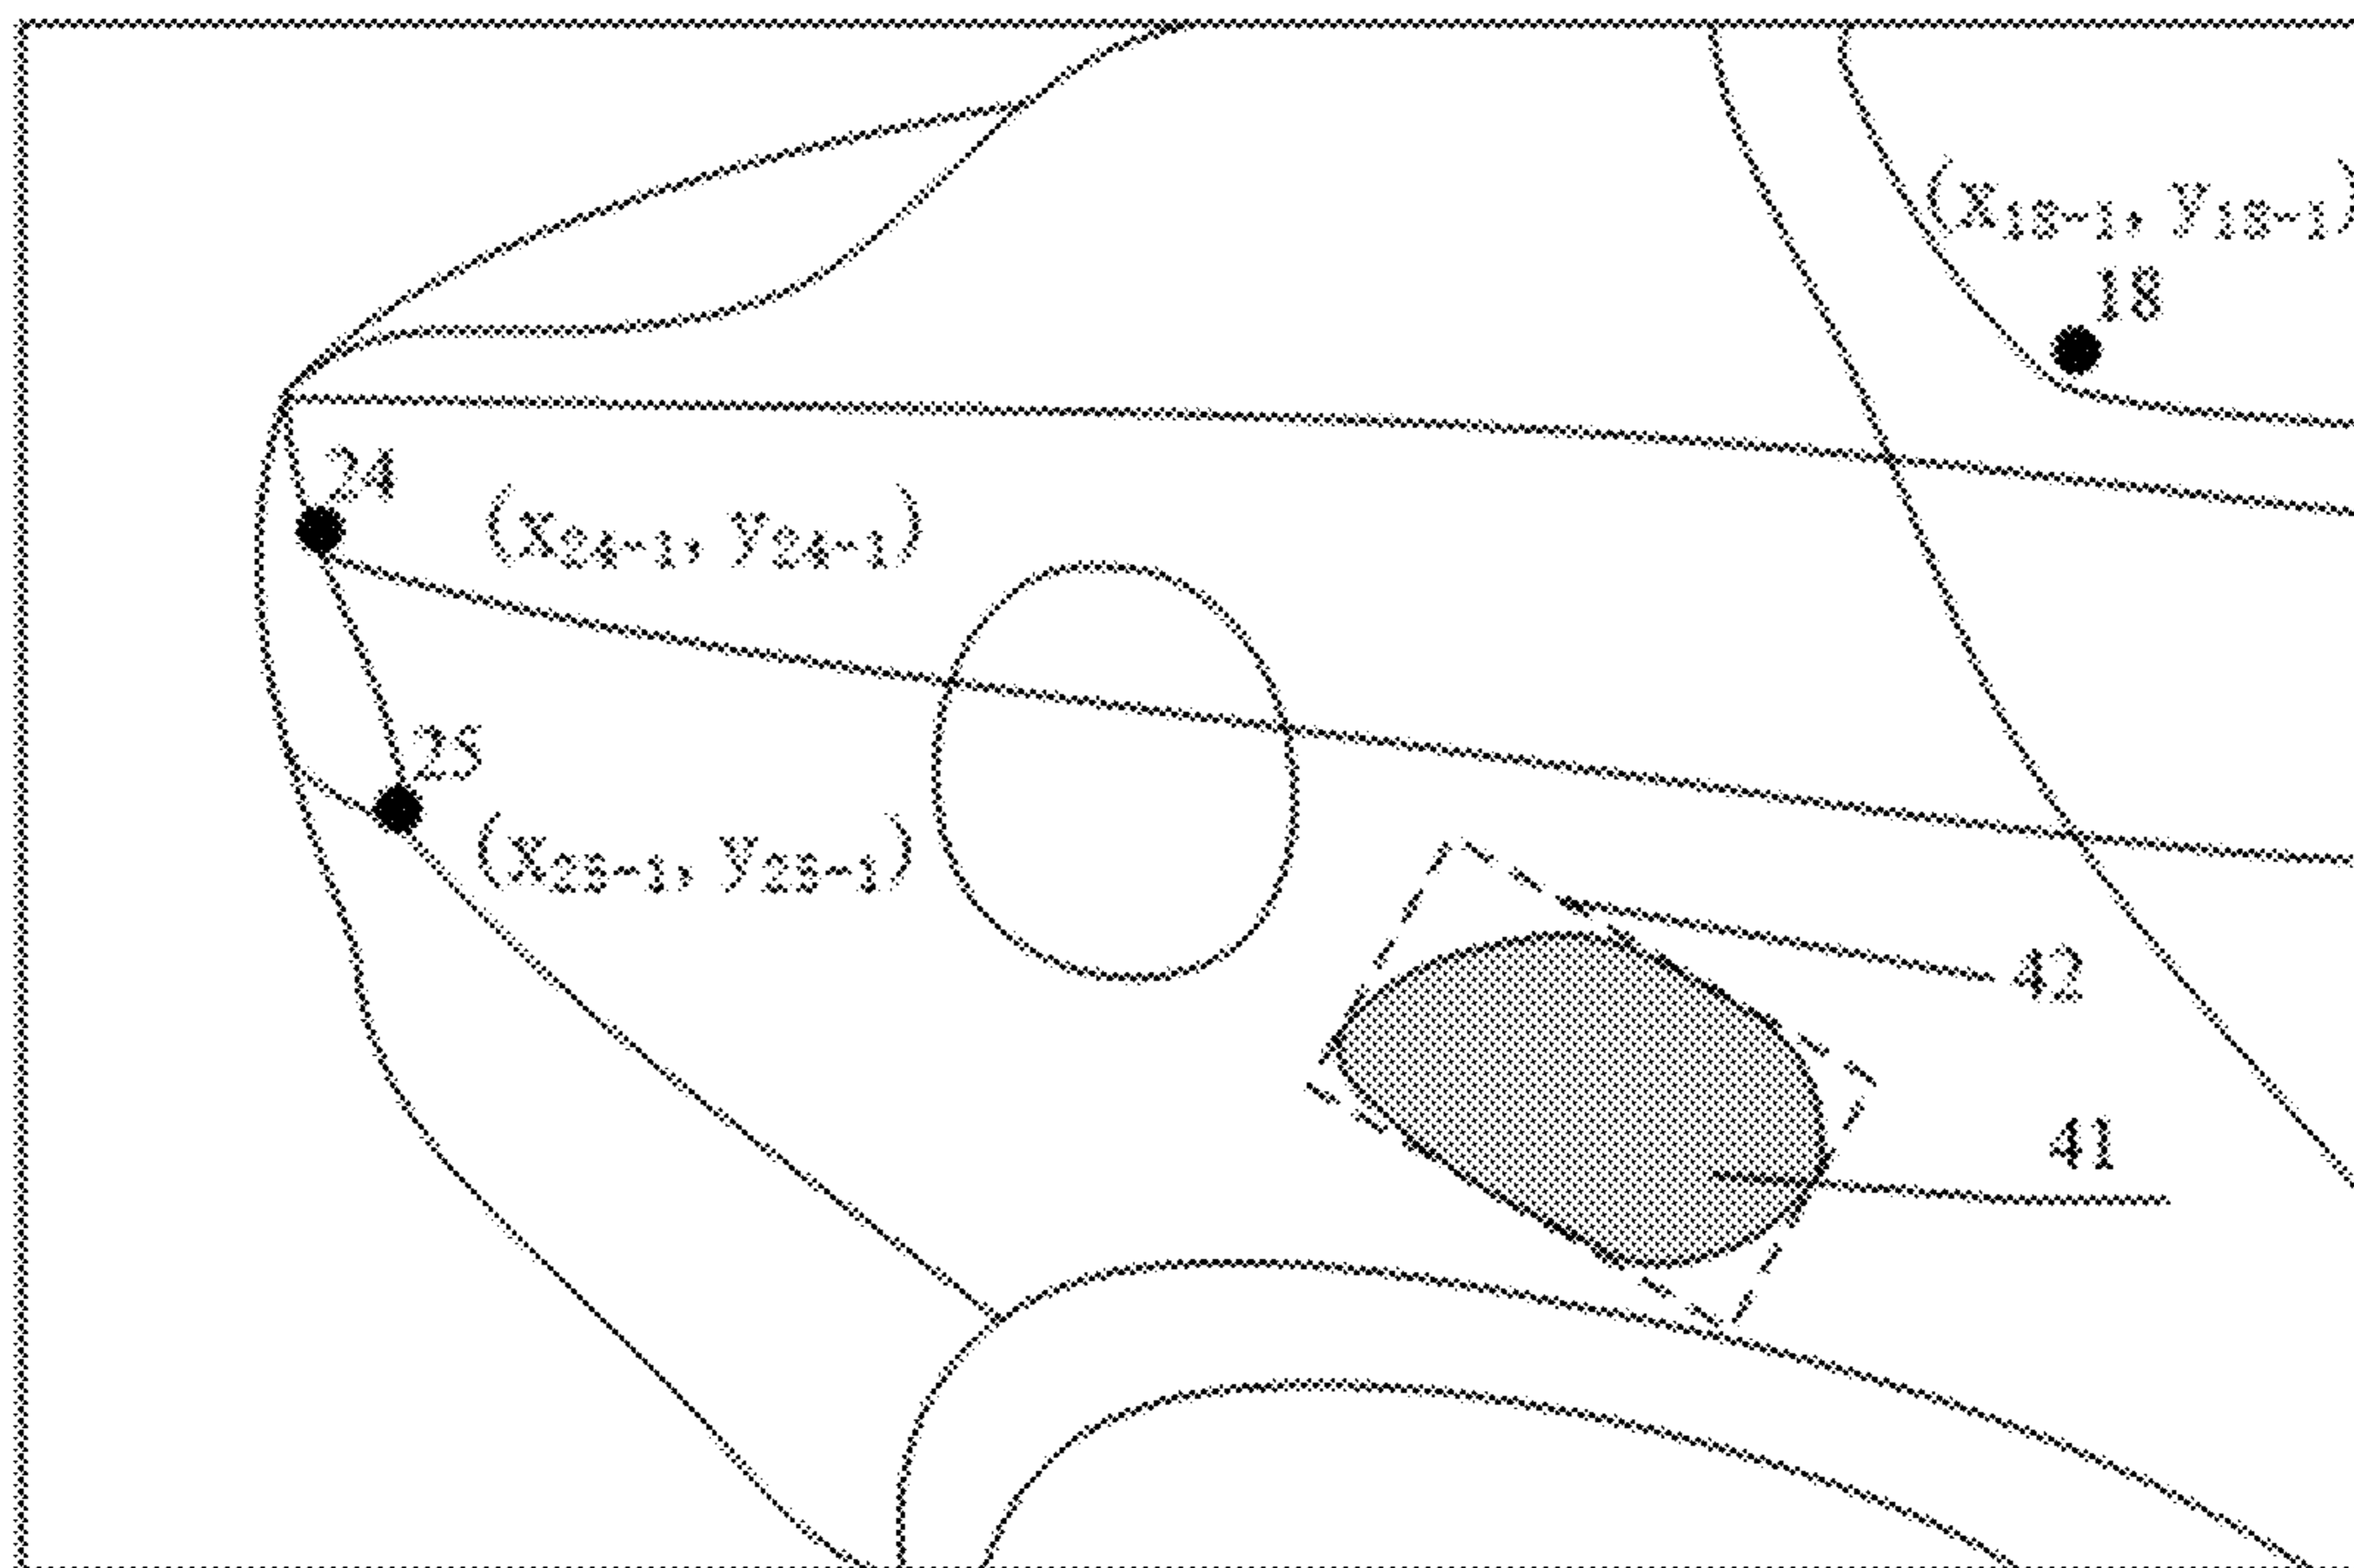 (x₁₈₋₁, y₁₈₋₁)
18
24
(x₂₄₋₁, y₂₄₋₁)
25
(x₂₅₋₁, y₂₅₋₁)
42
41